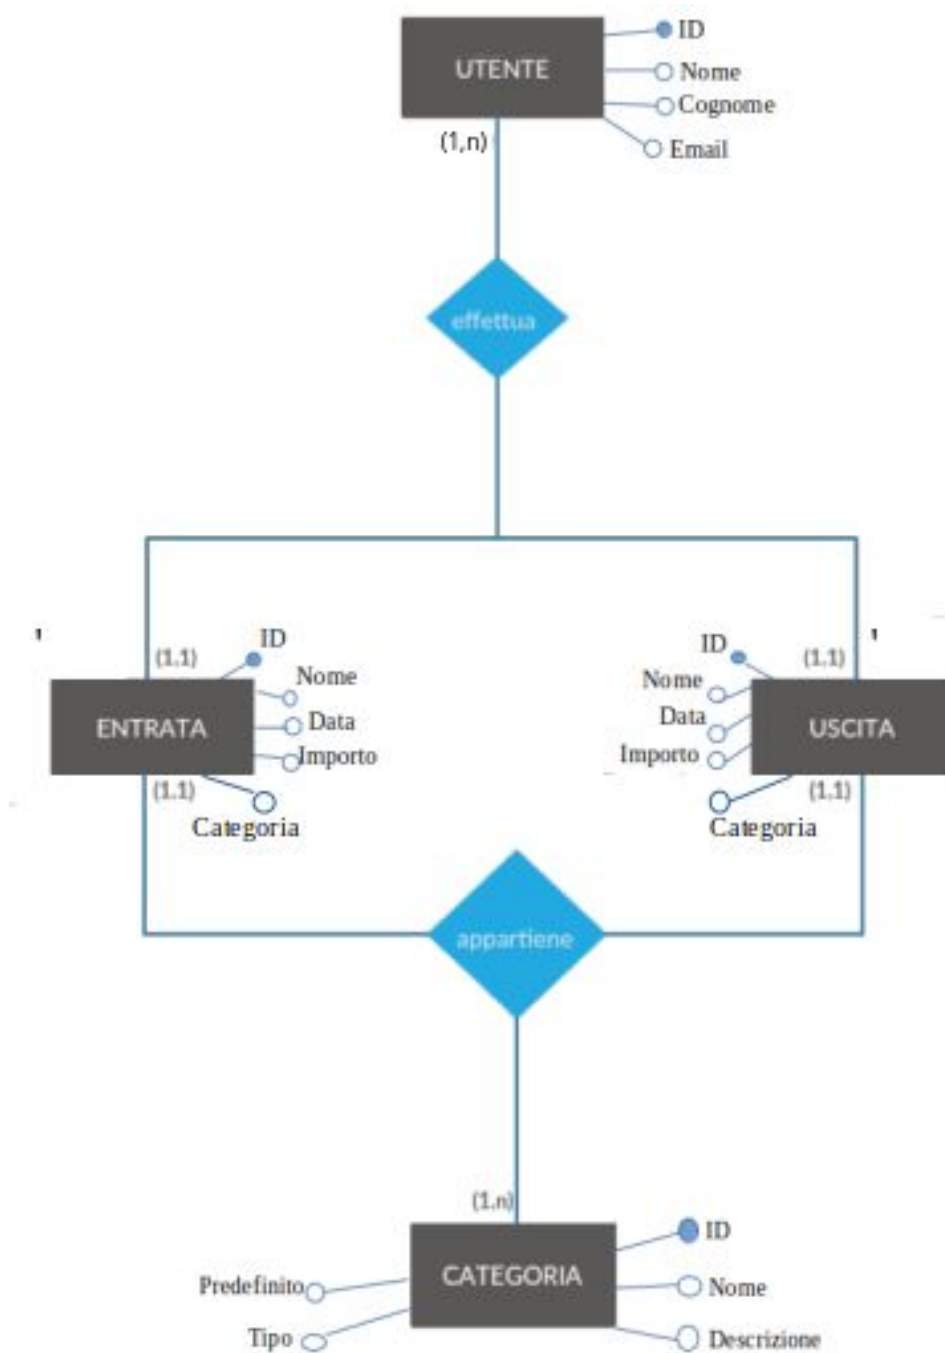 UTENTE
ID
Nome
Cognome
Email
(1,n)
effettua
(1.1)
ID
Nome
Data
Importo
ENTRATA
(1.1)
Categoria
ID
(1.1)
Nome
Data
Importo
USCITA
(1.1)
Categoria
appartiene
(1.n)
CATEGORIA
ID
Nome
Descrizione
Predefinito
Tipo